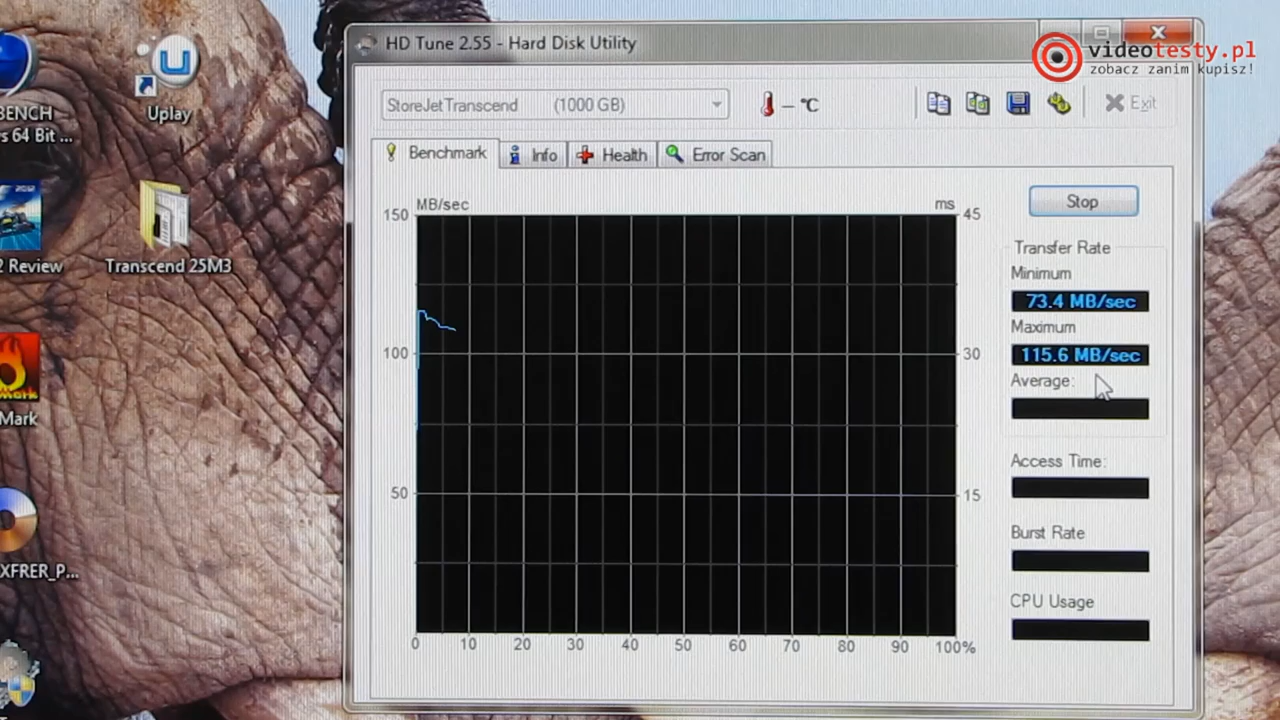 HD Tune 2.55 - Hard Disk Utility
videotesty.pl
zobacz zanim kupisz!
StoreJet Transcend (1000 GB)
– °C
Exit
Benchmark
Info
Health
Error Scan
MB/sec
ms
150
100
50
45
30
15
0 10 20 30 40 50 60 70 80 90 100%
Stop
Transfer Rate
Minimum
73.4 MB/sec
Maximum
115.6 MB/sec
Average:
Access Time:
Burst Rate
CPU Usage
BENCH
s 64 Bit ...
Uplay
2 Review
Transcend 25M3
Mark
XFRER_P...